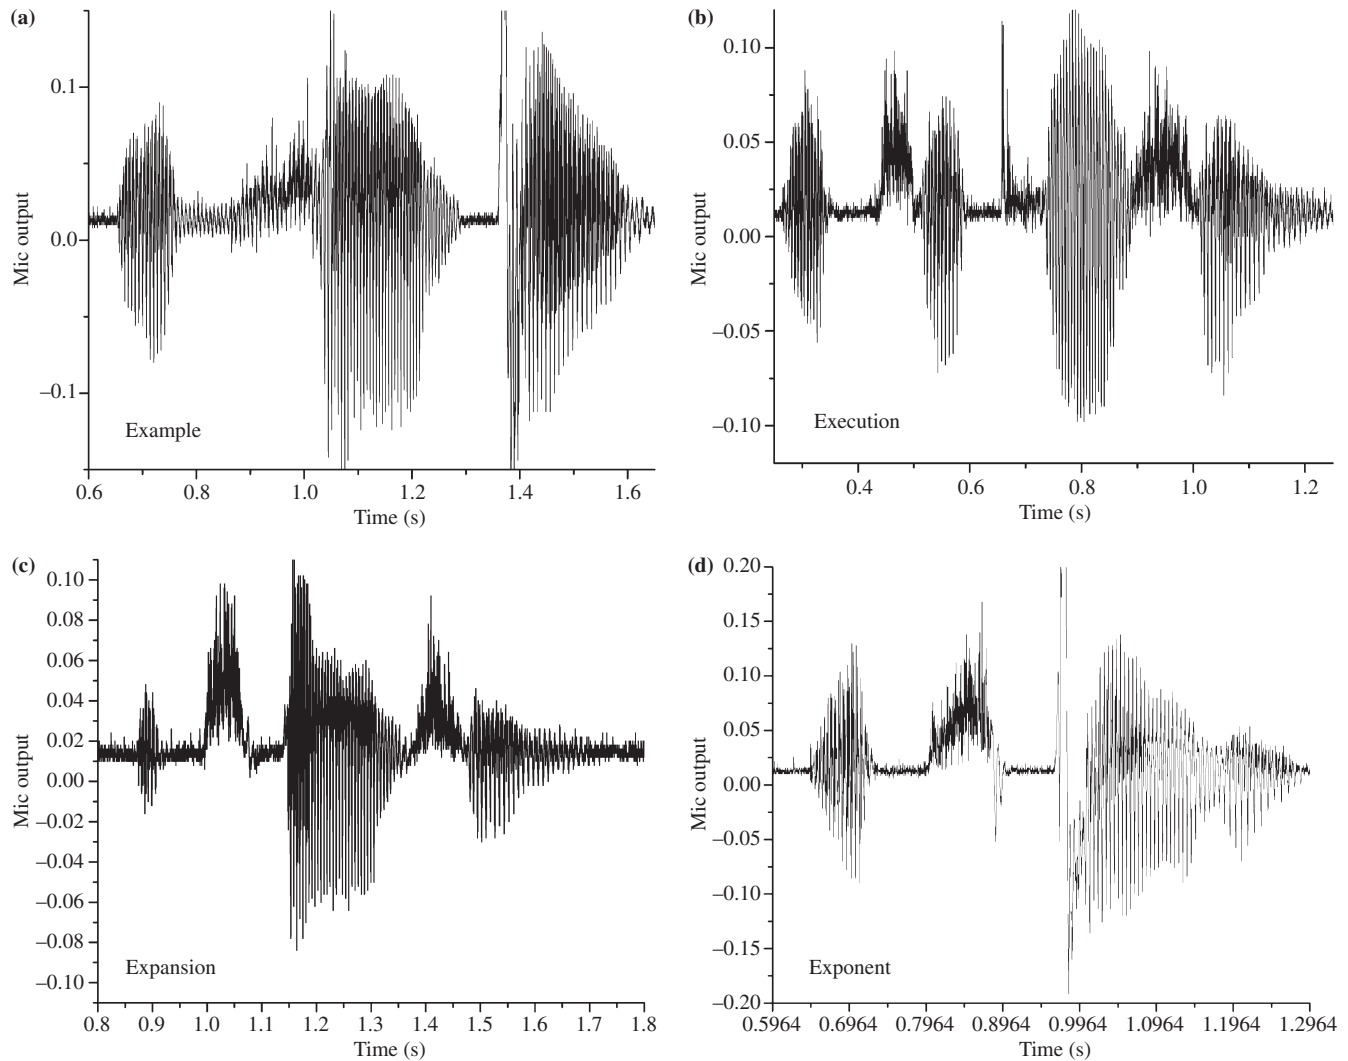 (a)
0.1
0.0
–0.1
Mic output
Example
0.6 0.8 1.0 1.2 1.4 1.6
Time (s)
(b)
0.10
0.05
0.00
–0.05
–0.10
Mic output
Execution
0.4 0.6 0.8 1.0 1.2
Time (s)
(c)
0.10
0.08
0.06
0.04
0.02
0.00
–0.02
–0.04
–0.06
–0.08
–0.10
Mic output
Expansion
0.8 0.9 1.0 1.1 1.2 1.3 1.4 1.5 1.6 1.7 1.8
Time (s)
(d)
0.20
0.15
0.10
0.05
0.00
–0.05
–0.10
–0.15
–0.20
Mic output
Exponent
0.5964 0.6964 0.7964 0.8964 0.9964 1.0964 1.1964 1.2964
Time (s)